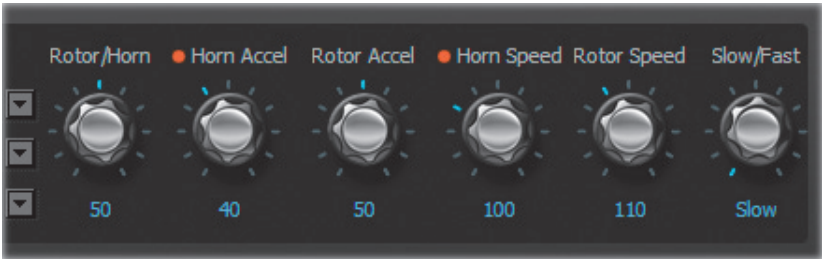 Rotor/Horn Horn Accel Rotor Accel Horn Speed Rotor Speed Slow/Fast
50 40 50 100 110 Slow